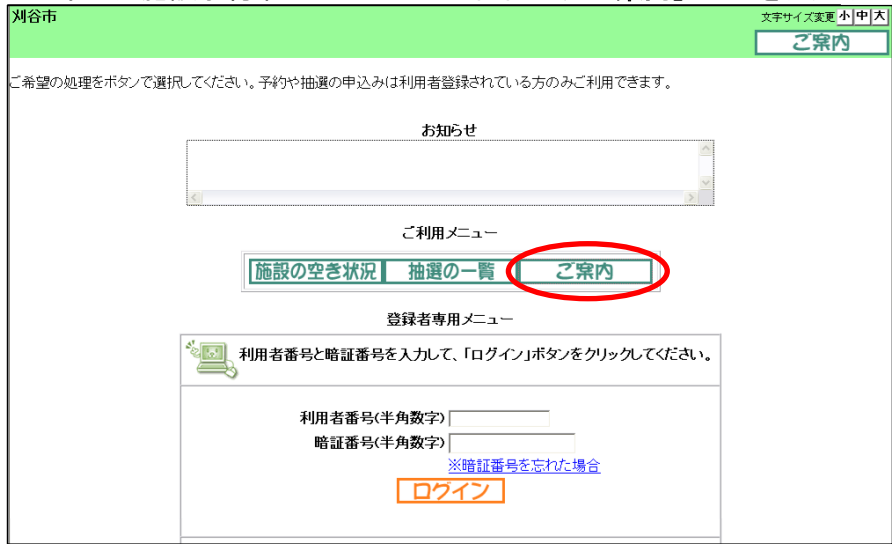 刈谷市
文字サイズ変更 小 中 大
ご案内
ご希望の処理をボタンで選択してください。予約や抽選の申込みは利用者登録されている方のみご利用できます。
お知らせ
ご利用メニュー
施設の空き状況 抽選の一覧 ご案内
登録者専用メニュー
利用者番号と暗証番号を入力して、「ログイン」ボタンをクリックしてください。
利用者番号(半角数字)
暗証番号(半角数字)
※暗証番号を忘れた場合
ログイン